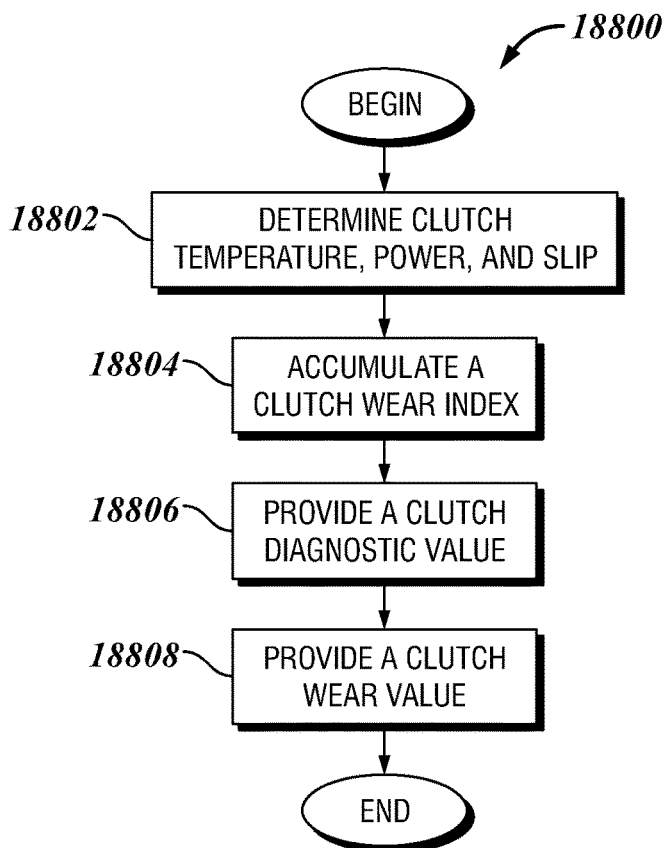 18800
BEGIN
18802
DETERMINE CLUTCH
TEMPERATURE, POWER, AND SLIP
18804
ACCUMULATE A
CLUTCH WEAR INDEX
18806
PROVIDE A CLUTCH
DIAGNOSTIC VALUE
18808
PROVIDE A CLUTCH
WEAR VALUE
END